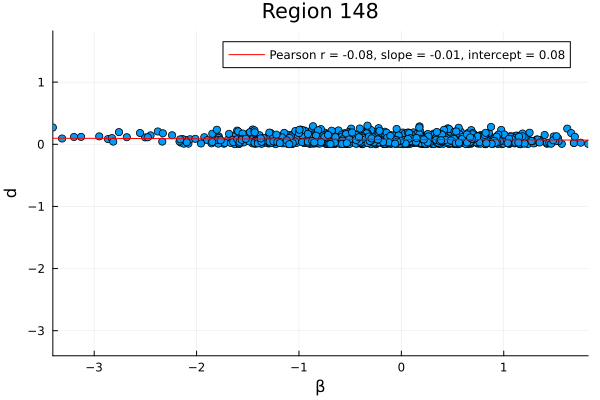 Region 148
Pearson r = -0.08, slope = -0.01, intercept = 0.08
1
0
−1
−2
−3
d
−3
−2
−1
0
1
β